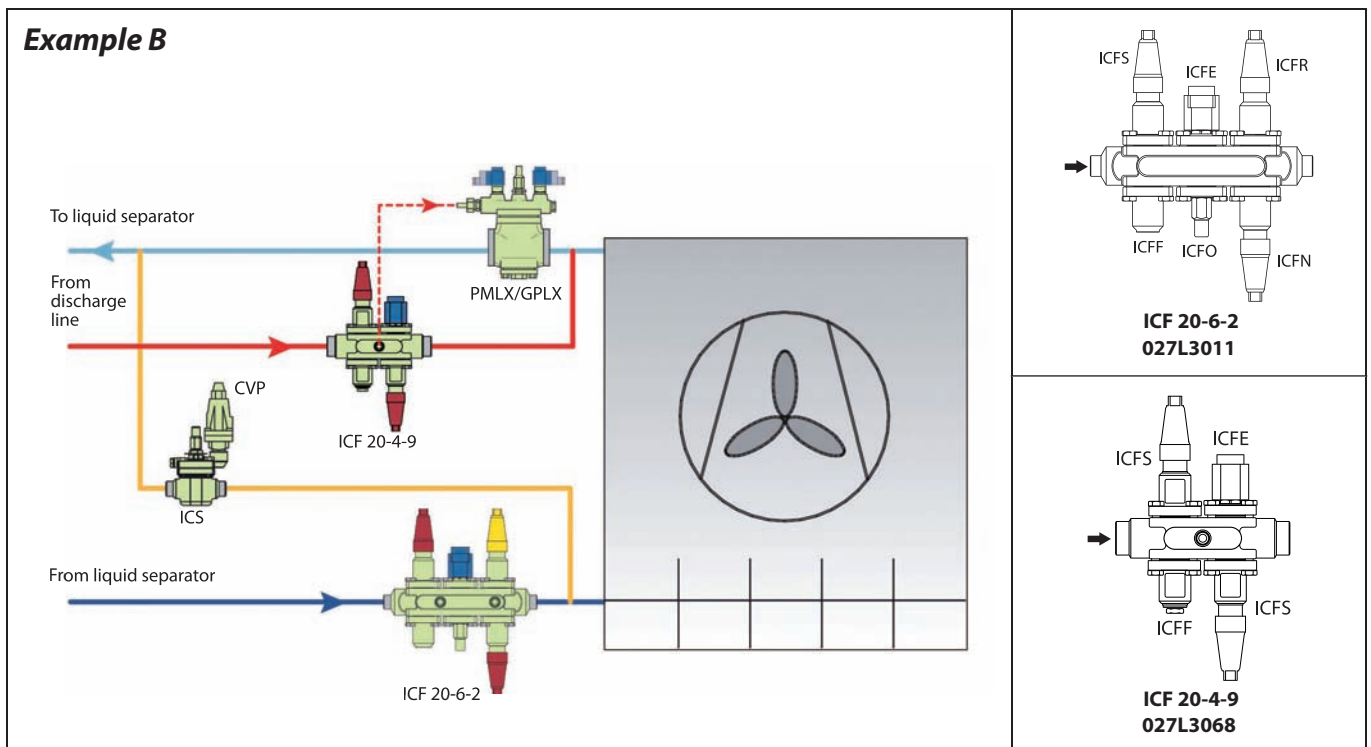 Example B
To liquid separator
From
discharge
line
PMLX/GPLX
CVP
ICF 20-4-9
ICS
From liquid separator
ICF 20-6-2
ICFS
ICFE
ICFR
ICFF
ICFO
ICFN
ICF 20-6-2
027L3011
ICFS
ICFE
ICFF
ICFS
ICF 20-4-9
027L3068